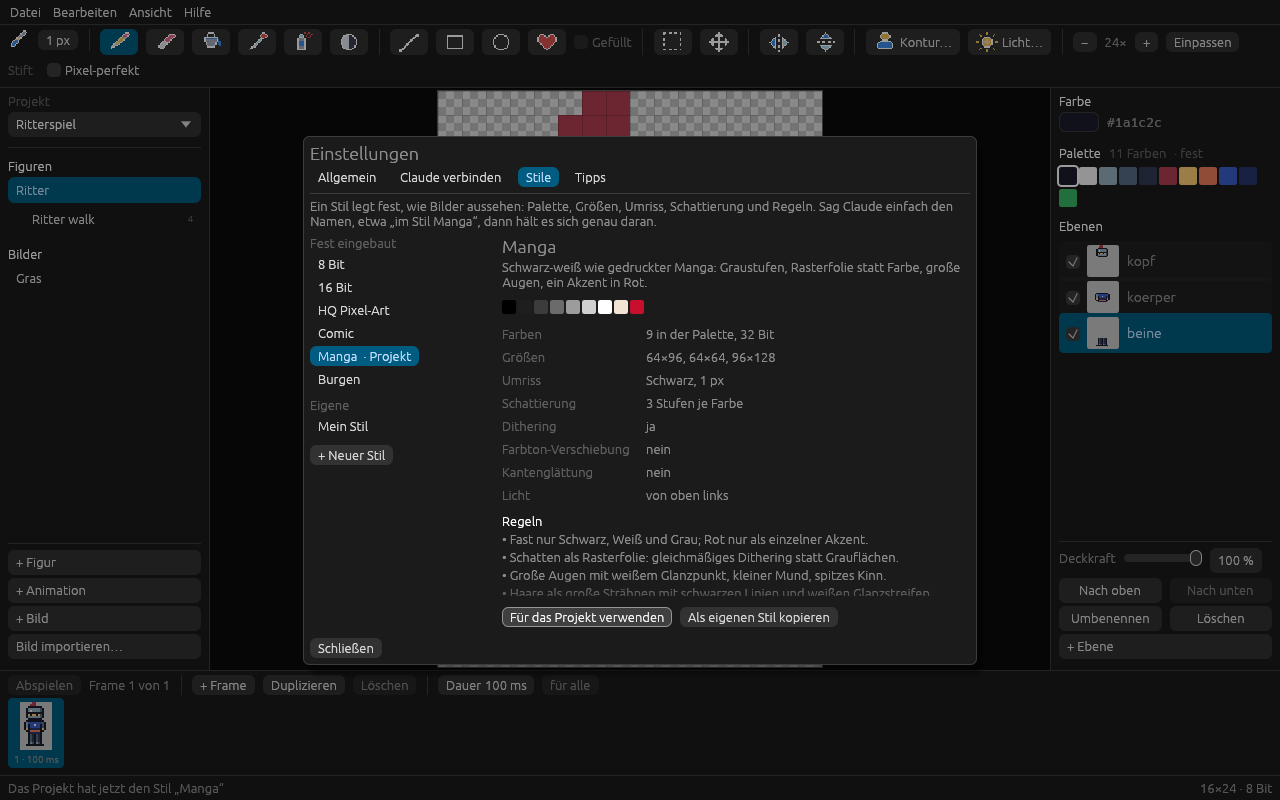 Datei Bearbeiten Ansicht Hilfe
1 px Gefüllt Kontur... Licht... − 24× + Einpassen
Stift Pixel-perfekt
Projekt
Ritterspiel
Figuren
Ritter
Ritter walk 4
Bilder
Gras
+ Figur
+ Animation
+ Bild
Bild importieren...
Einstellungen
Allgemein Claude verbinden Stile Tipps
Ein Stil legt fest, wie Bilder aussehen: Palette, Größen, Umriss, Schattierung und Regeln. Sag Claude einfach den
Namen, etwa „im Stil Manga“, dann hält es sich genau daran.
Fest eingebaut
8 Bit
16 Bit
HQ Pixel-Art
Comic
Manga · Projekt
Burgen
Eigene
Mein Stil
+ Neuer Stil
Manga
Schwarz-weiß wie gedruckter Manga: Graustufen, Rasterfolie statt Farbe, große
Augen, ein Akzent in Rot.
Farben 9 in der Palette, 32 Bit
Größen 64×96, 64×64, 96×128
Umriss Schwarz, 1 px
Schattierung 3 Stufen je Farbe
Dithering ja
Farbton-Verschiebung nein
Kantenglättung nein
Licht von oben links
Regeln
• Fast nur Schwarz, Weiß und Grau; Rot nur als einzelner Akzent.
• Schatten als Rasterfolie: gleichmäßiges Dithering statt Grauflächen.
• Große Augen mit weißem Glanzpunkt, kleiner Mund, spitzes Kinn.
• Haare als große Strähnen mit schwarzen Linien und weißen Glanzstreifen.
Für das Projekt verwenden Als eigenen Stil kopieren
Schließen
Farbe
#1a1c2c
Palette 11 Farben · fest
Ebenen
kopf
koerper
beine
Deckkraft 100 %
Nach oben Nach unten
Umbenennen Löschen
+ Ebene
Abspielen Frame 1 von 1 + Frame Duplizieren Löschen Dauer 100 ms für alle
1 · 100 ms
Das Projekt hat jetzt den Stil „Manga“ 16×24 · 8 Bit